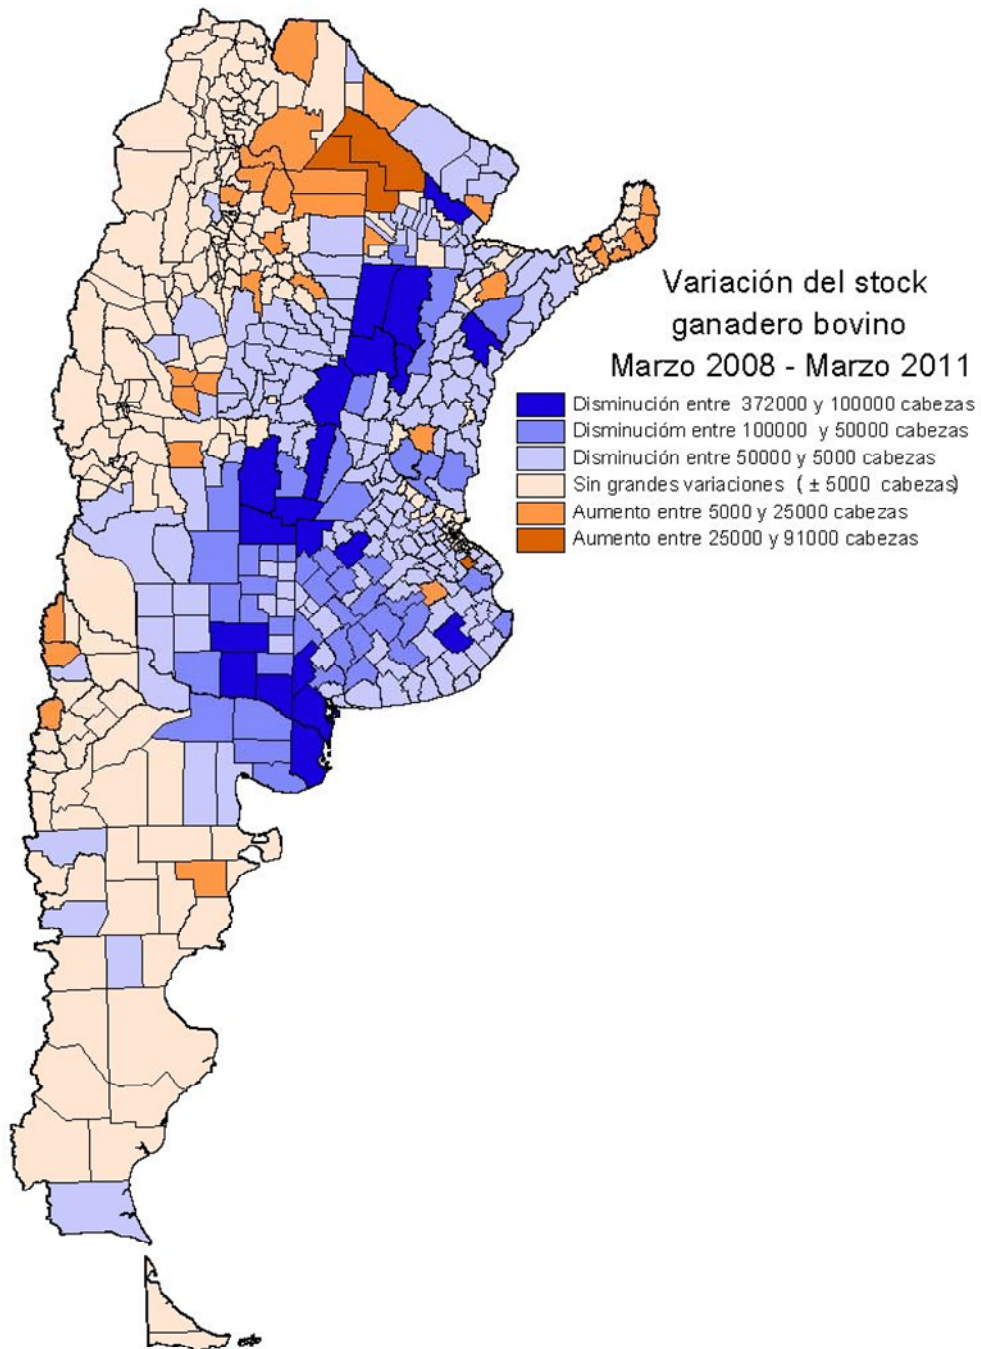 Variación del stock
ganadero bovino
Marzo 2008 - Marzo 2011
Disminución entre 372000 y 100000 cabezas
Disminucióm entre 100000 y 50000 cabezas
Disminución entre 50000 y 5000 cabezas
Sin grandes variaciones ( ± 5000 cabezas)
Aumento entre 5000 y 25000 cabezas
Aumento entre 25000 y 91000 cabezas